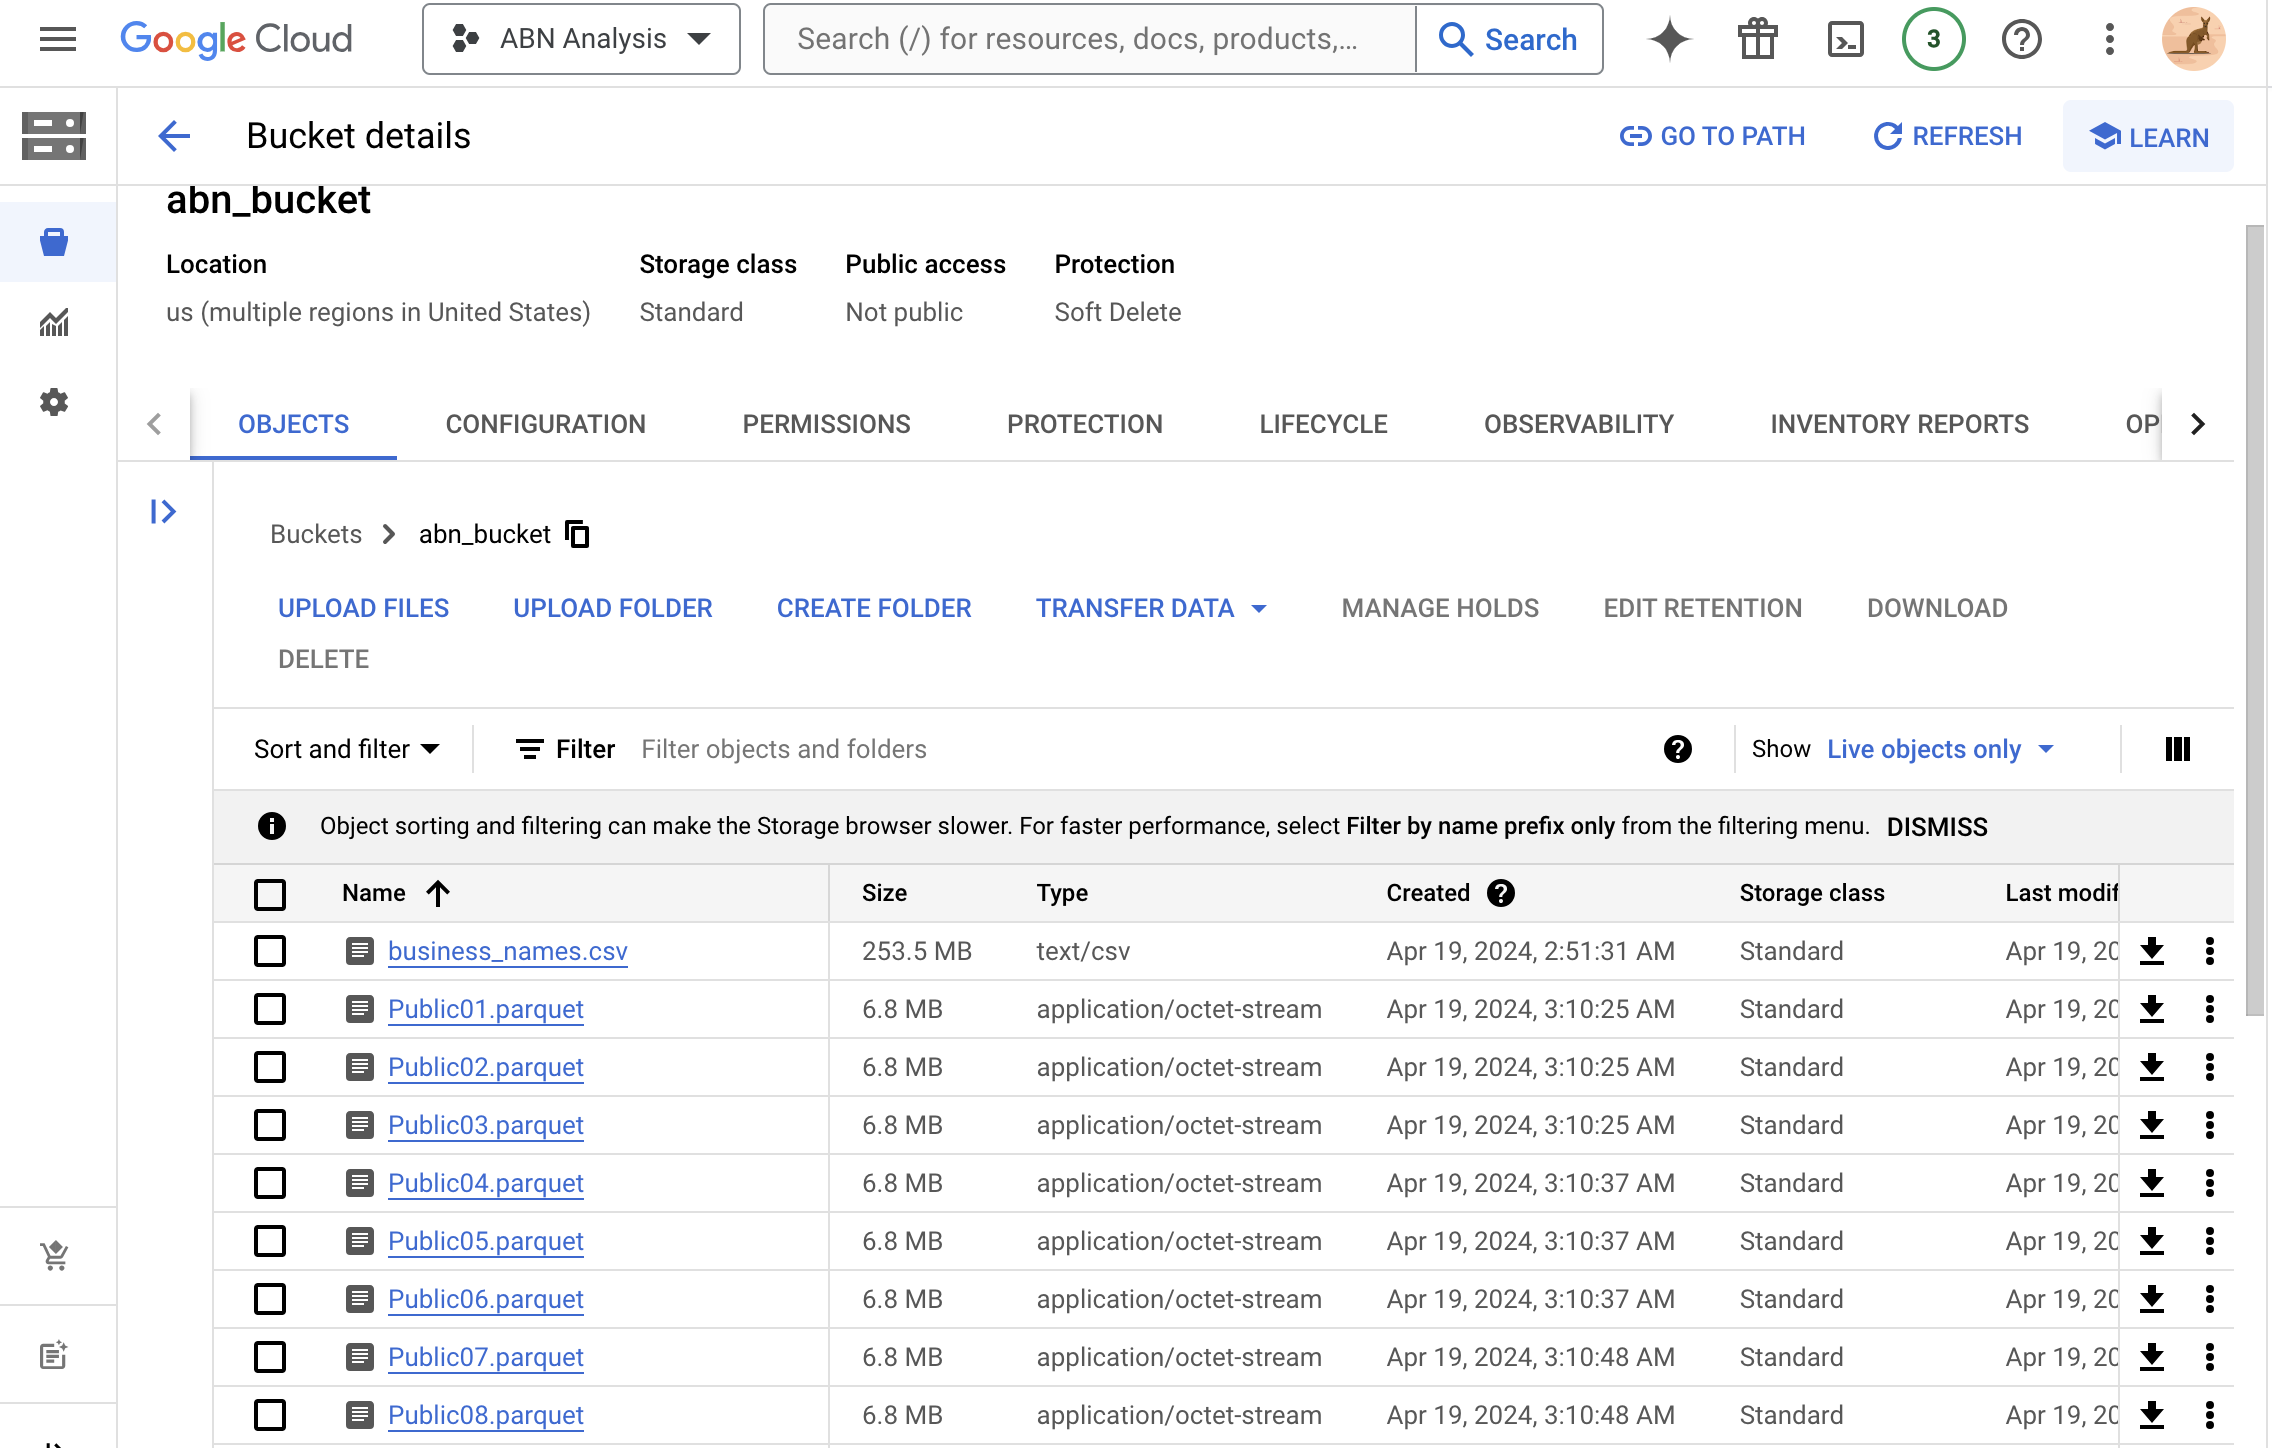 Google Cloud
ABN Analysis
Search (/) for resources, docs, products,...
Search
3
Bucket details
GO TO PATH
REFRESH
LEARN
abn_bucket
Location Storage class Public access Protection
us (multiple regions in United States) Standard Not public Soft Delete
OBJECTS CONFIGURATION PERMISSIONS PROTECTION LIFECYCLE OBSERVABILITY INVENTORY REPORTS OP
Buckets > abn_bucket
UPLOAD FILES UPLOAD FOLDER CREATE FOLDER TRANSFER DATA MANAGE HOLDS EDIT RETENTION DOWNLOAD
DELETE
Sort and filter Filter Filter objects and folders Show Live objects only
Object sorting and filtering can make the Storage browser slower. For faster performance, select Filter by name prefix only from the filtering menu. DISMISS
Name Size Type Created Storage class Last modif
business_names.csv 253.5 MB text/csv Apr 19, 2024, 2:51:31 AM Standard Apr 19, 20
Public01.parquet 6.8 MB application/octet-stream Apr 19, 2024, 3:10:25 AM Standard Apr 19, 20
Public02.parquet 6.8 MB application/octet-stream Apr 19, 2024, 3:10:25 AM Standard Apr 19, 20
Public03.parquet 6.8 MB application/octet-stream Apr 19, 2024, 3:10:25 AM Standard Apr 19, 20
Public04.parquet 6.8 MB application/octet-stream Apr 19, 2024, 3:10:37 AM Standard Apr 19, 20
Public05.parquet 6.8 MB application/octet-stream Apr 19, 2024, 3:10:37 AM Standard Apr 19, 20
Public06.parquet 6.8 MB application/octet-stream Apr 19, 2024, 3:10:37 AM Standard Apr 19, 20
Public07.parquet 6.8 MB application/octet-stream Apr 19, 2024, 3:10:48 AM Standard Apr 19, 20
Public08.parquet 6.8 MB application/octet-stream Apr 19, 2024, 3:10:48 AM Standard Apr 19, 20